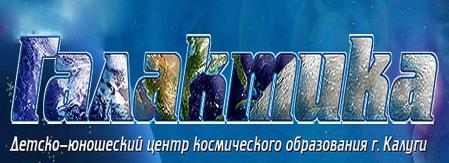 Галактика
Детско-юношеский центр космического образования г. Калуги